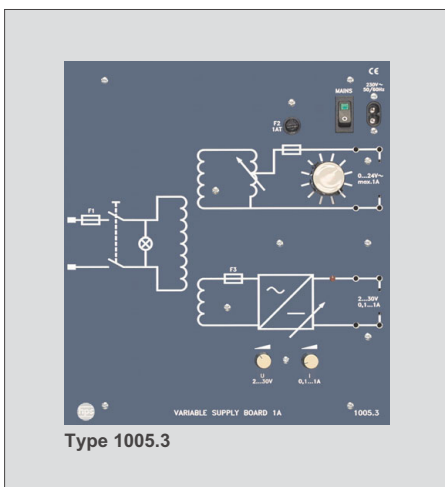 CE
MAINS
230V~
50/60Hz
F2
1AT
0...24V~
max.1A
F1
F3
2...30V
0,1...1A
U
2...30V
I
0,1...1A
VARIABLE SUPPLY BOARD 1A
1005.3
Type 1005.3